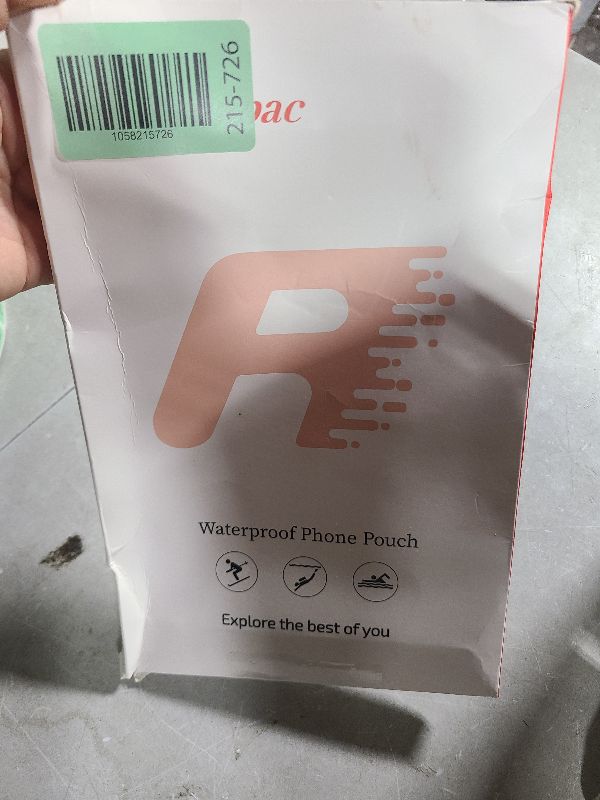 1058215726
215-726
pac
Waterproof Phone Pouch
Explore the best of you